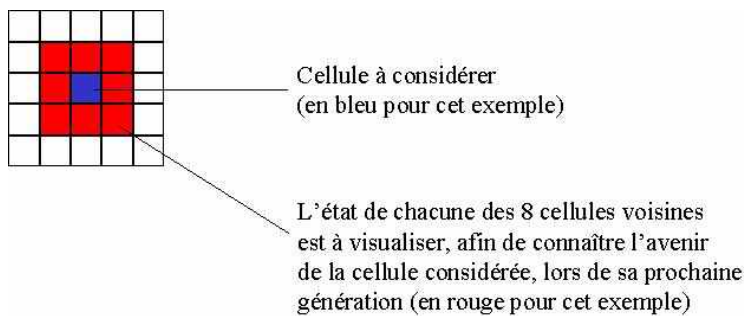 Cellule à considérer
(en bleu pour cet exemple)
L'état de chacune des 8 cellules voisines
est à visualiser, afin de connaître l'avenir
de la cellule considérée, lors de sa prochaine
génération (en rouge pour cet exemple)